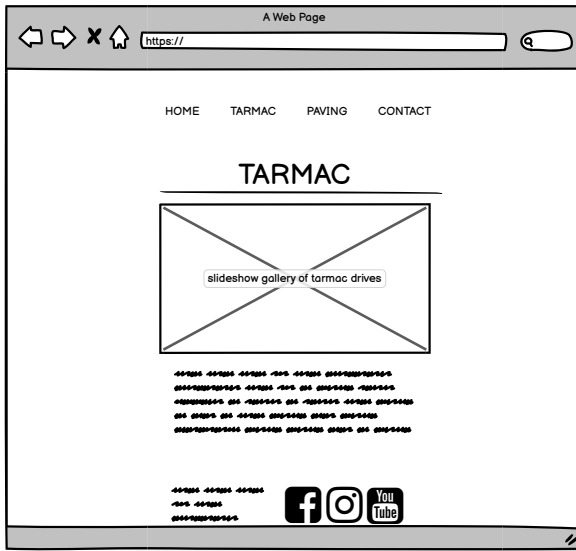 A Web Page
https://
HOME TARMAC PAVING CONTACT
TARMAC
slideshow gallery of tarmac drives
You
Tube